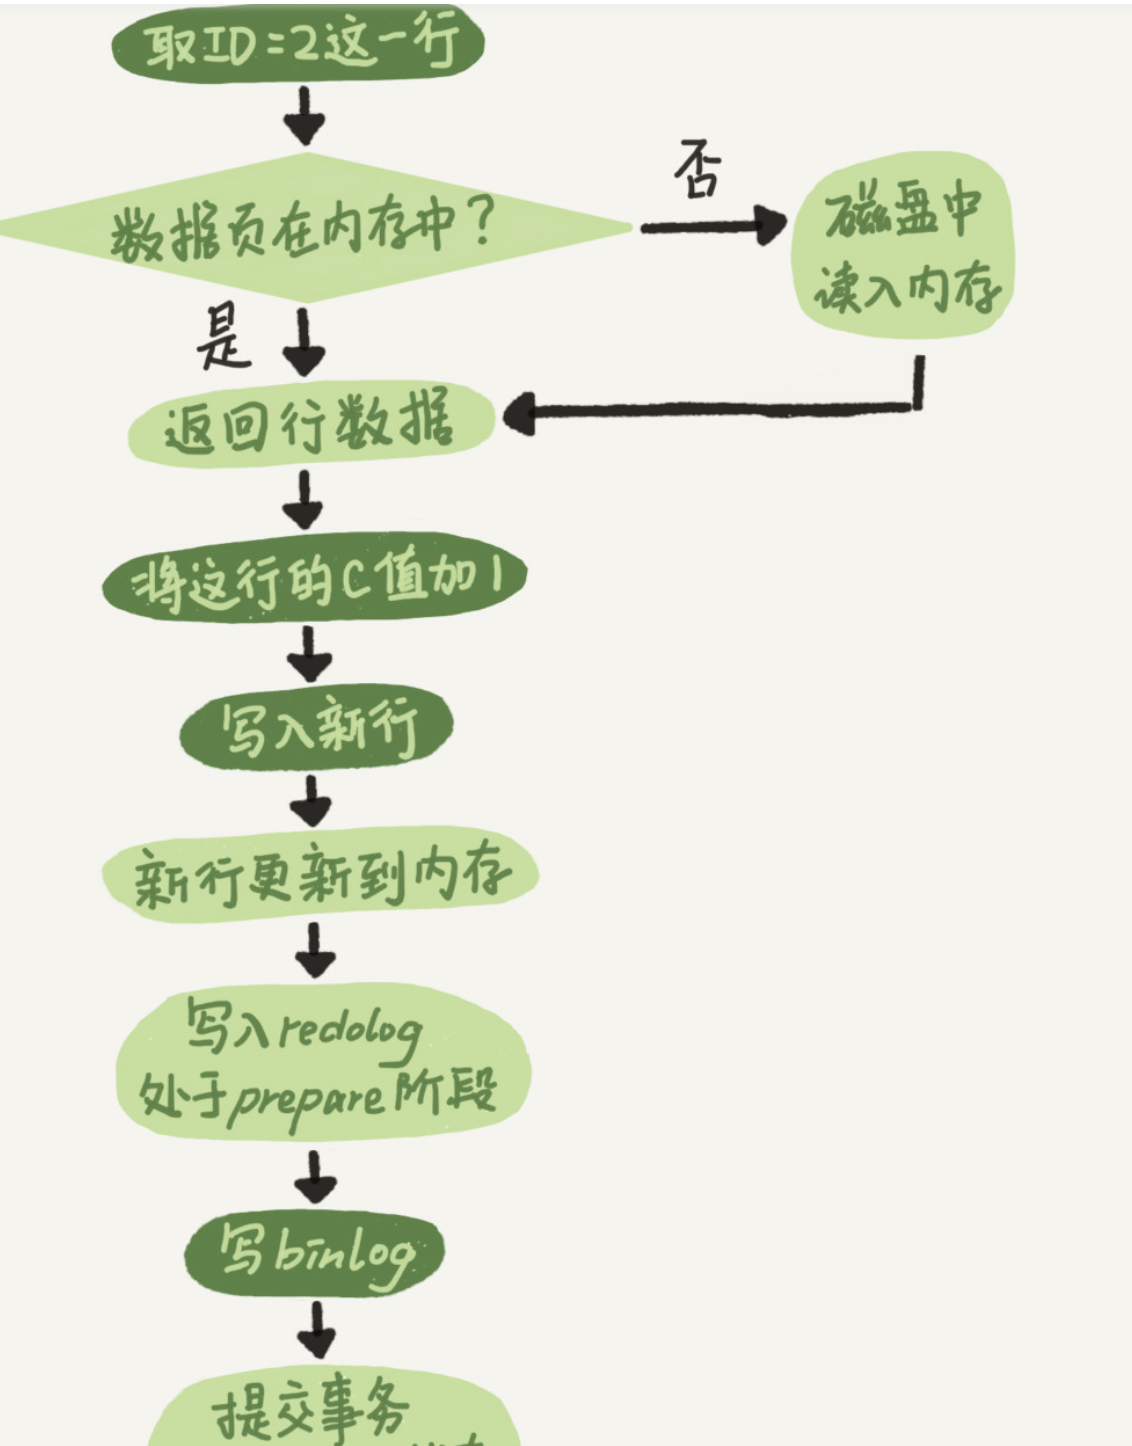 取ID=2这一行
数据页在内存中？
否
磁盘中
读入内存
是
返回行数据
将这行的C值加1
写入新行
新行更新到内存
写入redolog
处于prepare阶段
写binlog
提交事务